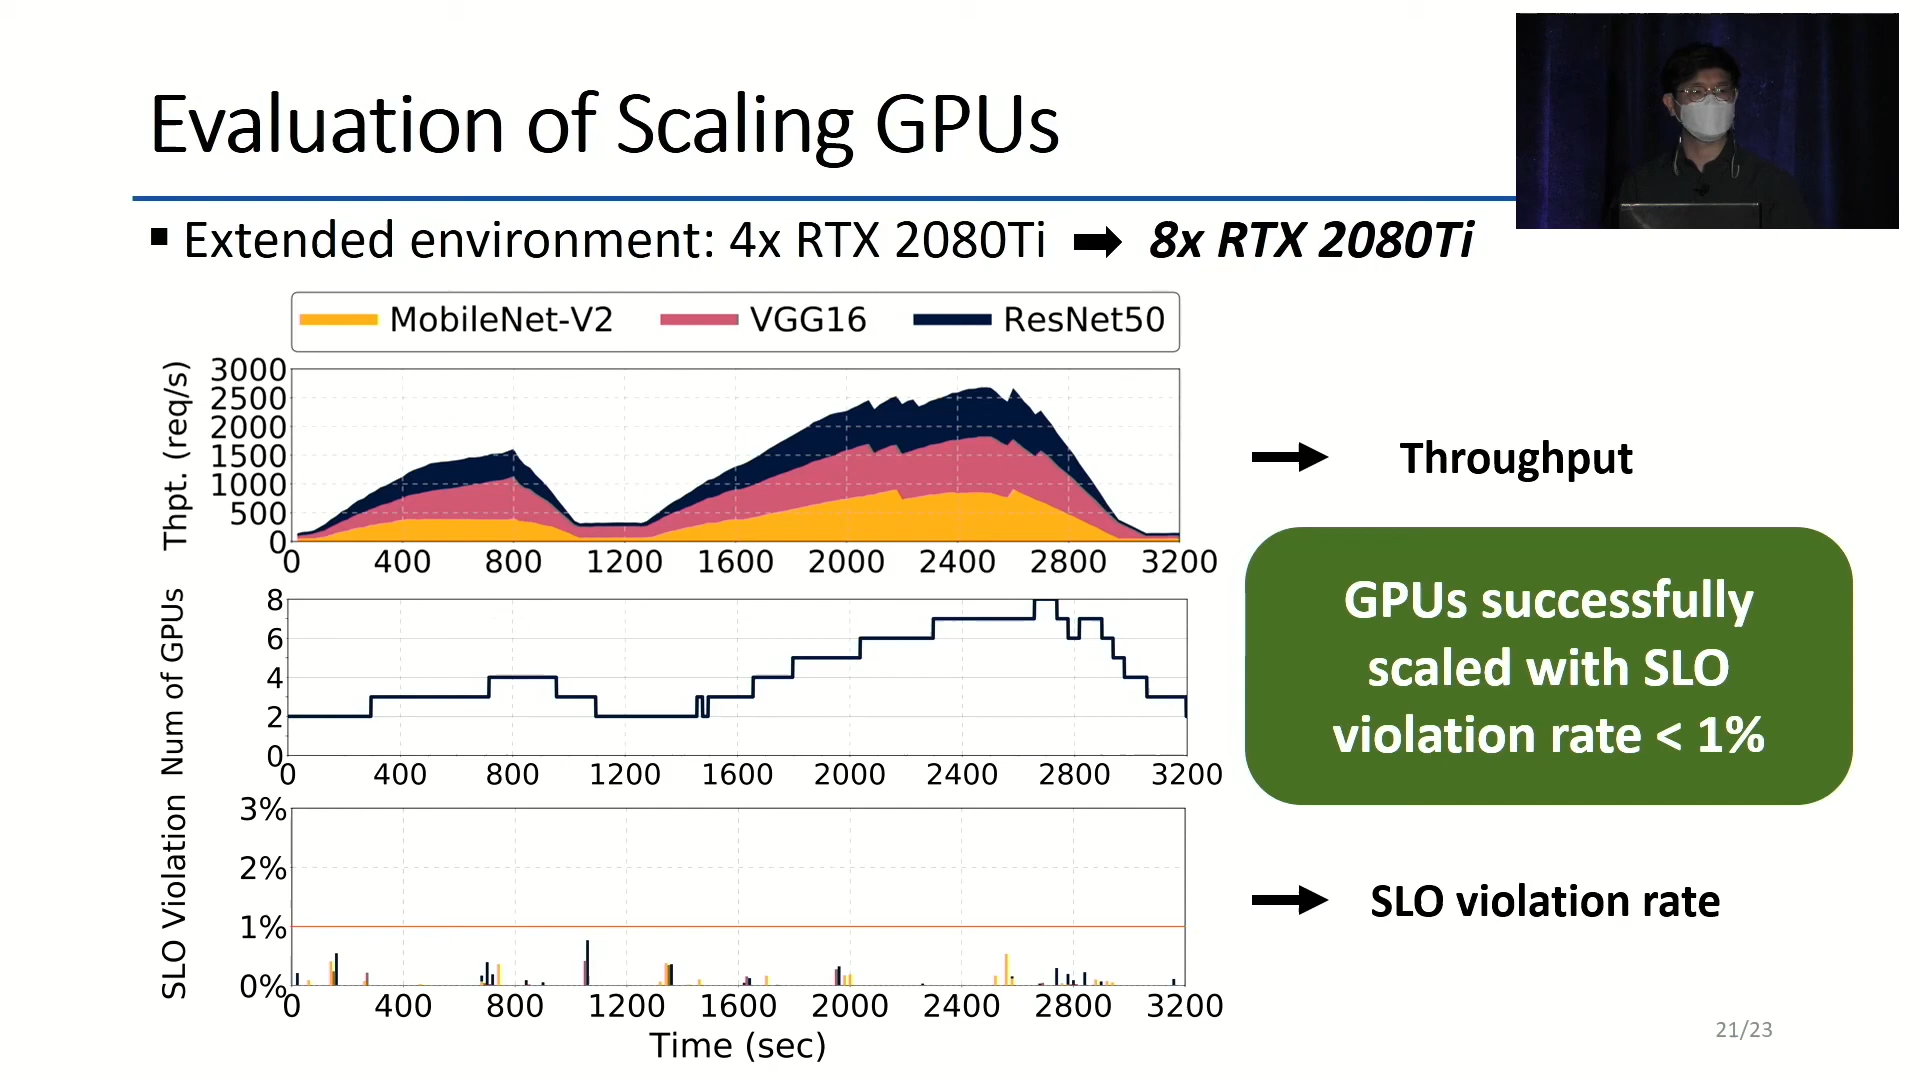 Evaluation of Scaling GPUs
Extended environment: 4x RTX 2080Ti ➡ 8x RTX 2080Ti
MobileNet-V2 VGG16 ResNet50
Thpt. (req/s)
3000
2500
2000
1500
1000
500
0
0 400 800 1200 1600 2000 2400 2800 3200
Throughput
Num of GPUs
8
6
4
2
0
0 400 800 1200 1600 2000 2400 2800 3200
GPUs successfully
scaled with SLO
violation rate < 1%
SLO Violation
3%
2%
1%
0%
0 400 800 1200 1600 2000 2400 2800 3200
Time (sec)
SLO violation rate
21/23